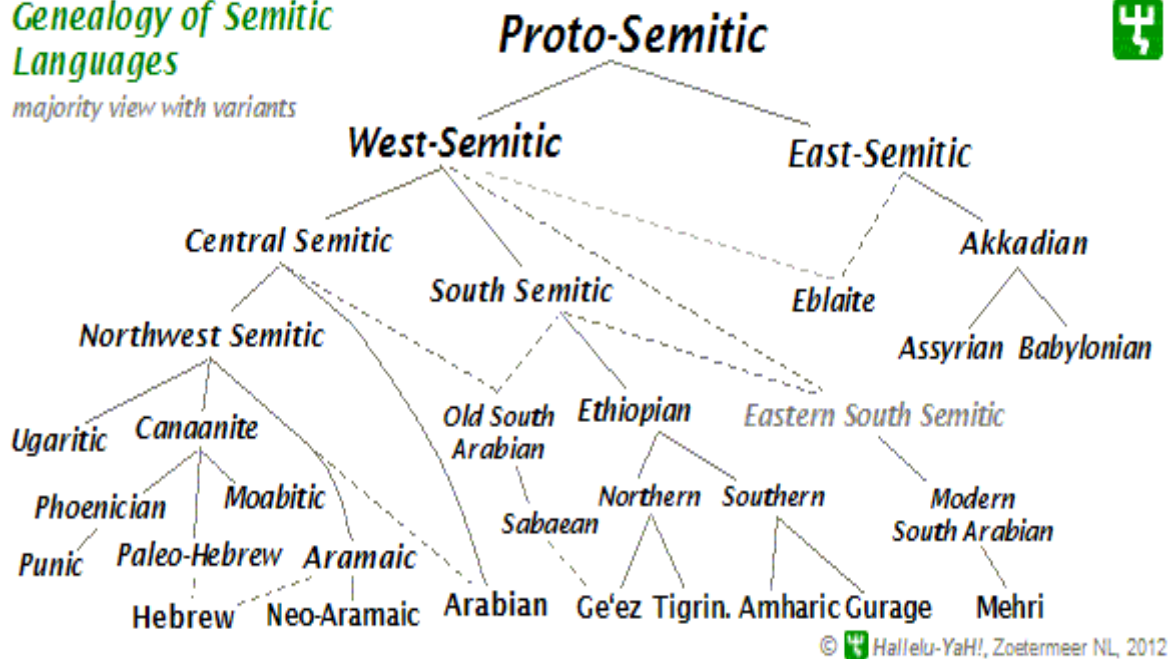 Genealogy of Semitic
Languages
majority view with variants
Proto-Semitic
West-Semitic
East-Semitic
Central Semitic
Akkadian
South Semitic
Eblaite
Northwest Semitic
Assyrian Babylonian
Ugaritic
Canaanite
Old South
Arabian
Ethiopian
Eastern South Semitic
Phoenician
Moabitic
Northern
Southern
Modern
South Arabian
Sabaean
Punic
Paleo-Hebrew
Aramaic
Hebrew
Neo-Aramaic
Arabian
Ge'ez
Tigrin.
Amharic
Gurage
Mehri
© Hallelu-YaH!, Zoetermeer NL, 2012